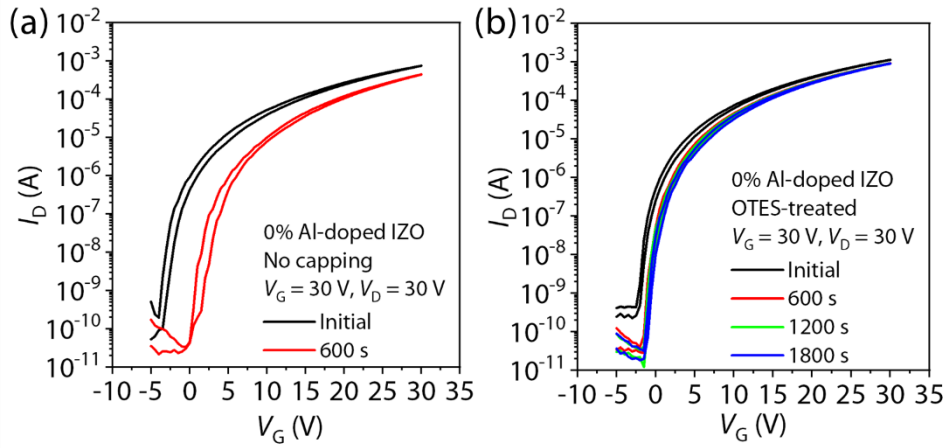 (a)
10⁻²
10⁻³
10⁻⁴
10⁻⁵
10⁻⁶
10⁻⁷
10⁻⁸
10⁻⁹
10⁻¹⁰
10⁻¹¹
I_D (A)
0% Al-doped IZO
No capping
V_G = 30 V, V_D = 30 V
Initial
600 s
-10 -5 0 5 10 15 20 25 30 35
V_G (V)
(b)
10⁻²
10⁻³
10⁻⁴
10⁻⁵
10⁻⁶
10⁻⁷
10⁻⁸
10⁻⁹
10⁻¹⁰
10⁻¹¹
I_D (A)
0% Al-doped IZO
OTES-treated
V_G = 30 V, V_D = 30 V
Initial
600 s
1200 s
1800 s
-10 -5 0 5 10 15 20 25 30 35
V_G (V)